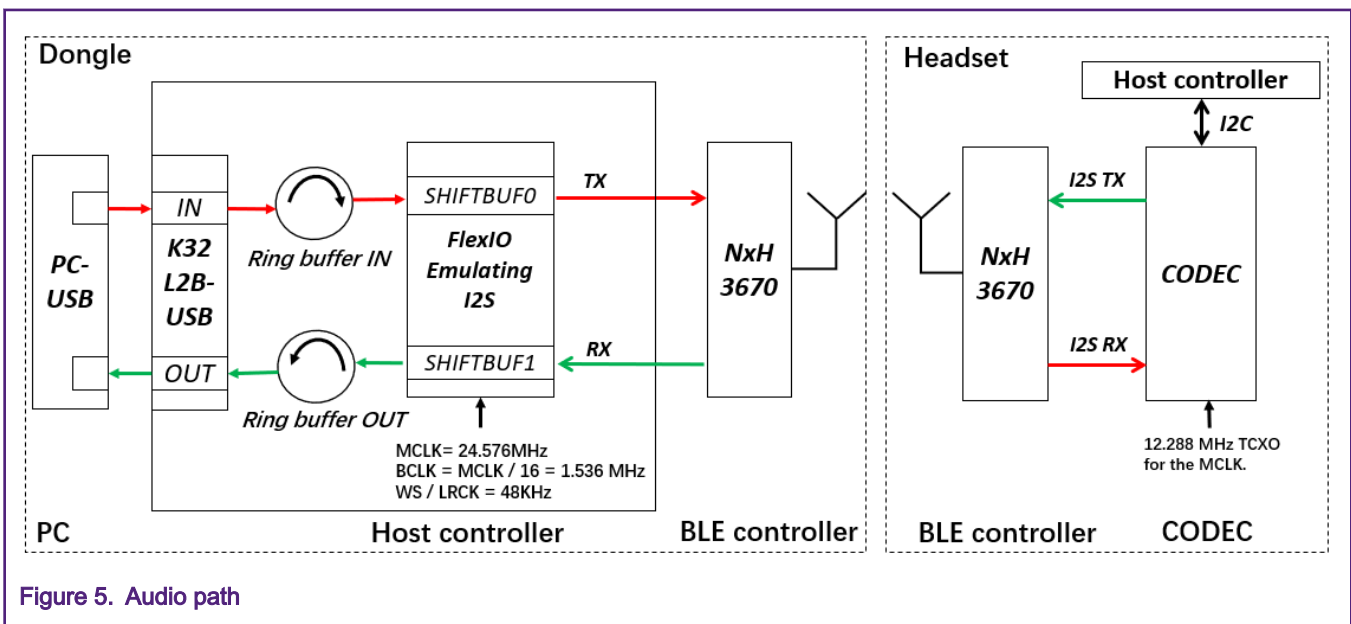 Dongle
Headset
Host controller
I2C
PC-
USB
IN
K32
L2B-
USB
OUT
Ring buffer IN
Ring buffer OUT
SHIFTBUF0
FlexIO
Emulating
I2S
SHIFTBUF1
MCLK= 24.576MHz
BCLK = MCLK / 16 = 1.536 MHz
WS / LRCK = 48KHz
TX
RX
NxH
3670
NxH
3670
I2S TX
I2S RX
CODEC
12.288 MHz TCXO
for the MCLK.
PC
Host controller
BLE controller
BLE controller
CODEC
Figure 5. Audio path